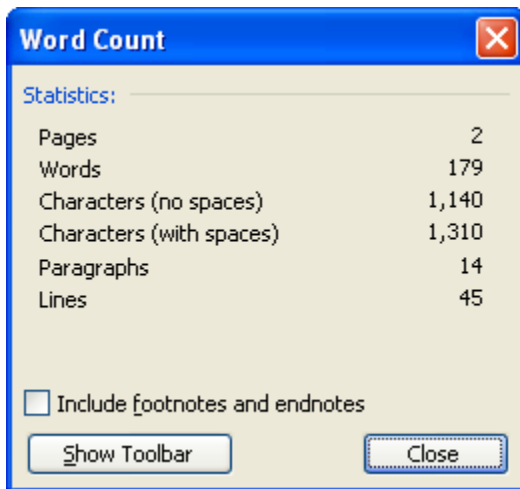 Word Count
Statistics:
Pages 2
Words 179
Characters (no spaces) 1,140
Characters (with spaces) 1,310
Paragraphs 14
Lines 45
Include footnotes and endnotes
Show Toolbar Close